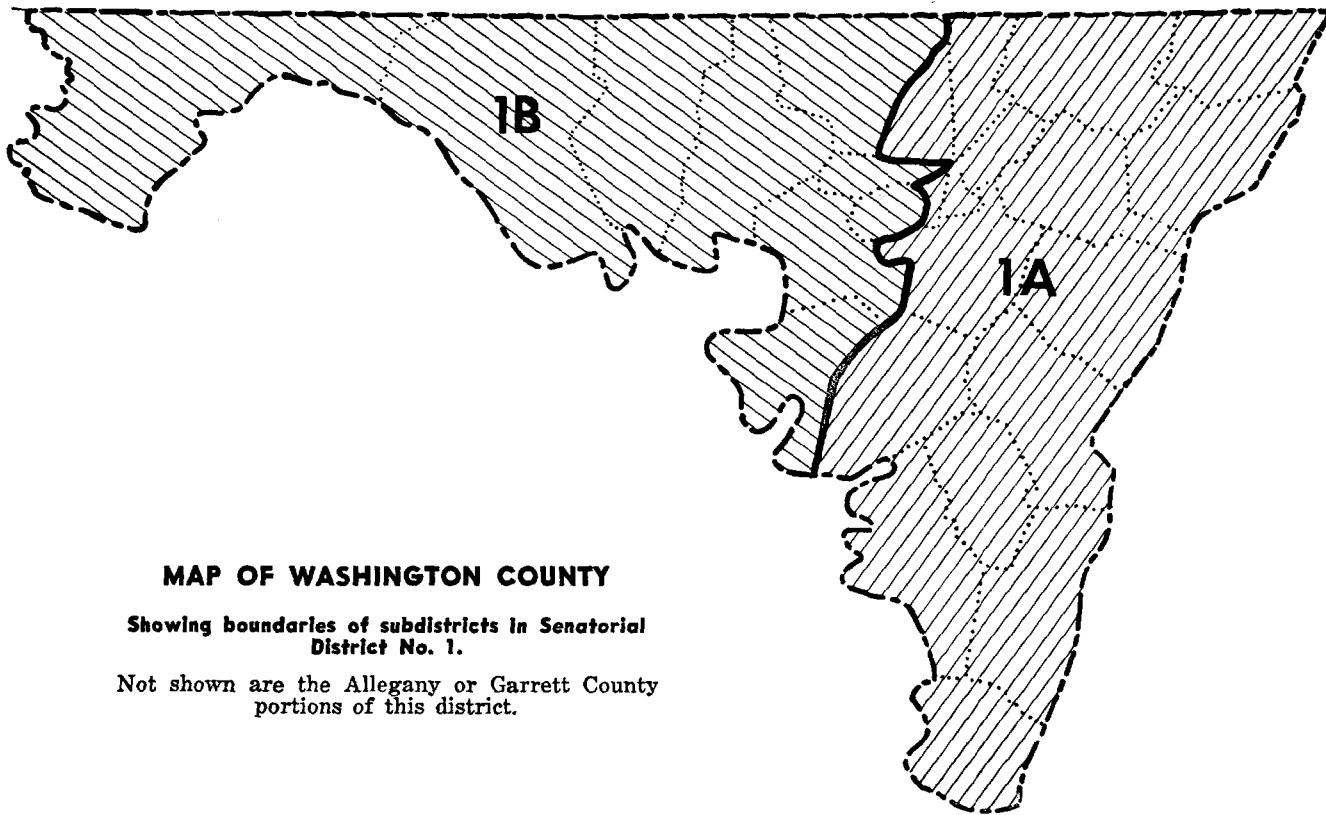 1B
1A
MAP OF WASHINGTON COUNTY
Showing boundaries of subdistricts in Senatorial
District No. 1.
Not shown are the Allegany or Garrett County
portions of this district.